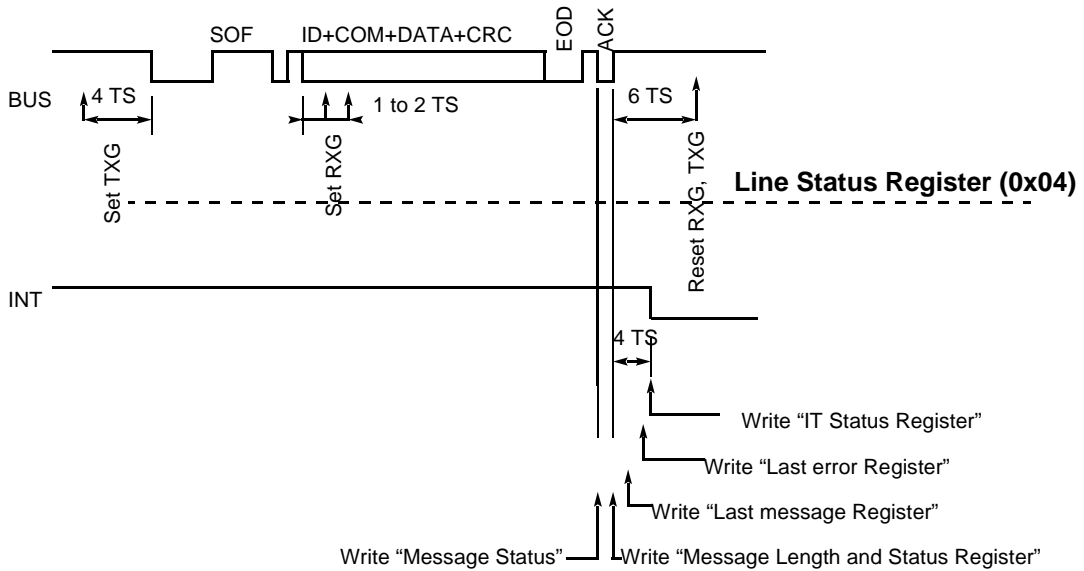 SOF
ID+COM+DATA+CRC
EOD
ACK
BUS
4 TS
1 to 2 TS
6 TS
Set TXG
Set RXG
Reset RXG, TXG
Line Status Register (0x04)
INT
4 TS
Write “IT Status Register”
Write “Last error Register”
Write “Last message Register”
Write “Message Status”
Write “Message Length and Status Register”